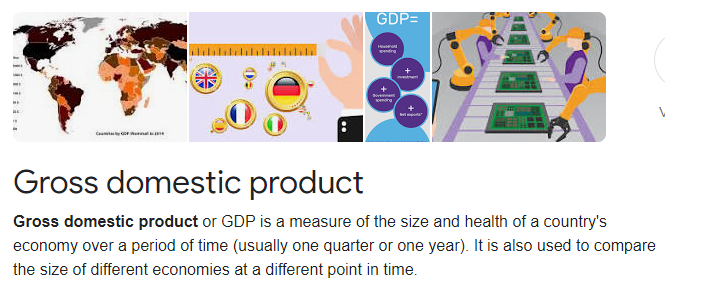 GDP=
Household
spending
+
Investment
+
Government
spending
+
Net exports*
Countries by GDP (Nominal) in 2014
Gross domestic product
Gross domestic product or GDP is a measure of the size and health of a country's
economy over a period of time (usually one quarter or one year). It is also used to compare
the size of different economies at a different point in time.